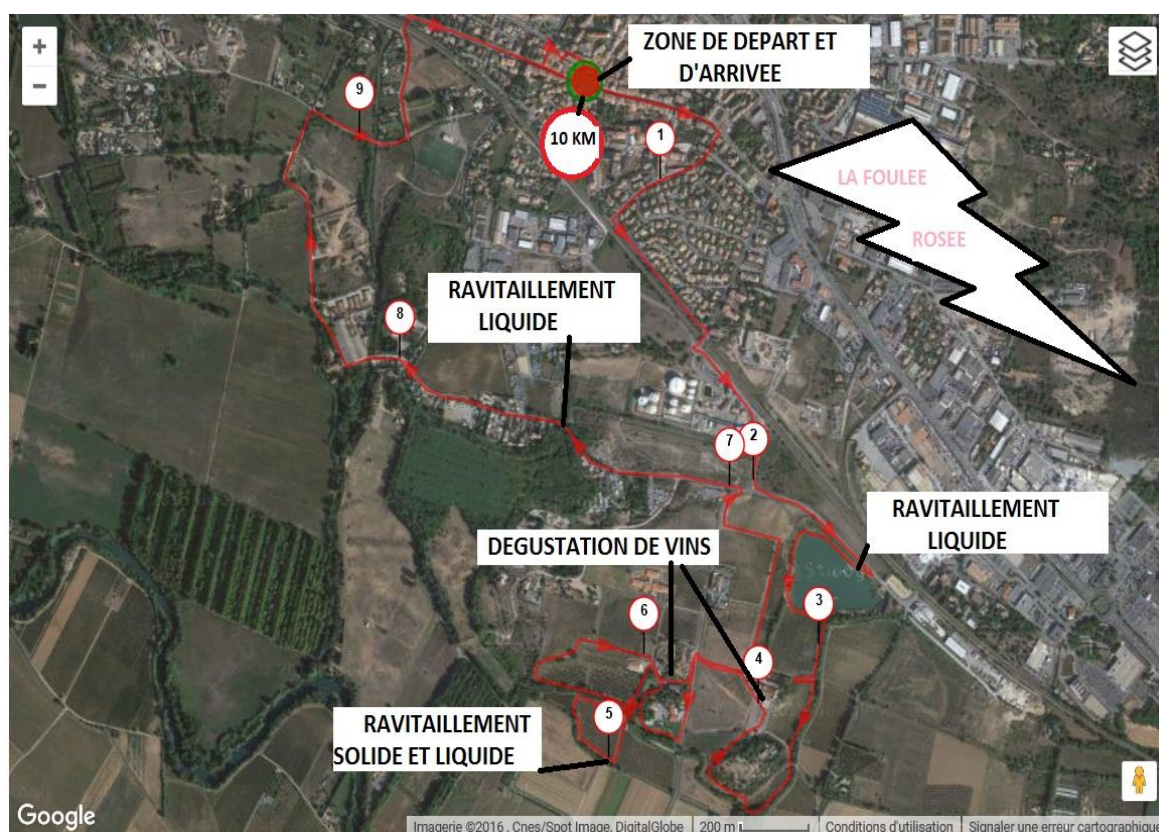 +
−
ZONE DE DEPART ET
D'ARRIVEE
9
10 KM
1
LA FOULEE
ROSEE
RAVITAILLEMENT
LIQUIDE
8
7
2
RAVITAILLEMENT
LIQUIDE
DEGUSTATION DE VINS
3
6
4
5
RAVITAILLEMENT
SOLIDE ET LIQUIDE
Google
Imagerie ©2016 , Cnes/Spot Image, DigitalGlobe
200 m
Conditions d'utilisation
Signaler une erreur cartographique